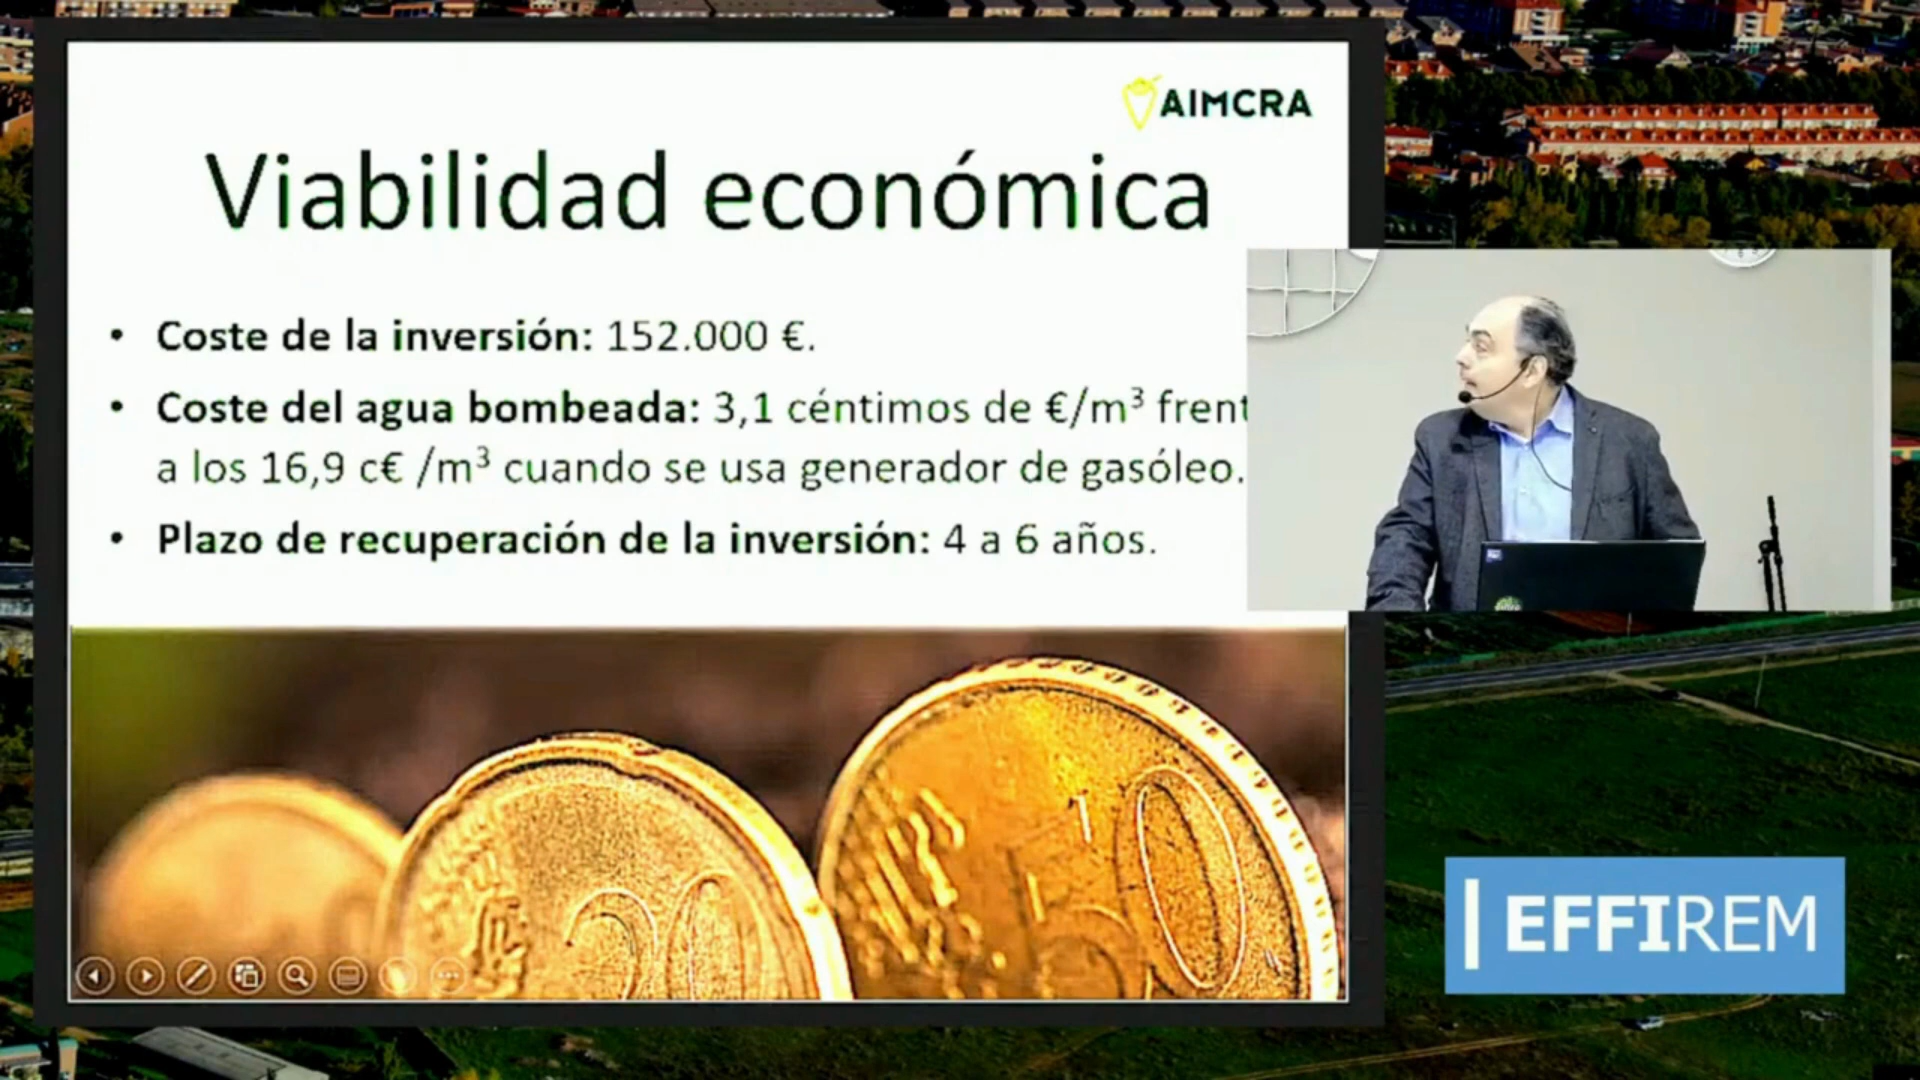 AIMCRA
Viabilidad económica
• Coste de la inversión: 152.000 €.
• Coste del agua bombeada: 3,1 céntimos de €/m³ frent
a los 16,9 c€ /m³ cuando se usa generador de gasóleo.
• Plazo de recuperación de la inversión: 4 a 6 años.
20
10
| EFFIREM